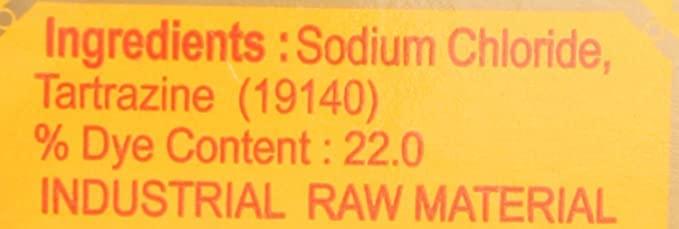 Ingredients : Sodium Chloride,
Tartrazine (19140)
% Dye Content : 22.0
INDUSTRIAL RAW MATERIAL